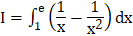 I = ∫₁ᵉ (1/x − 1/x²) dx